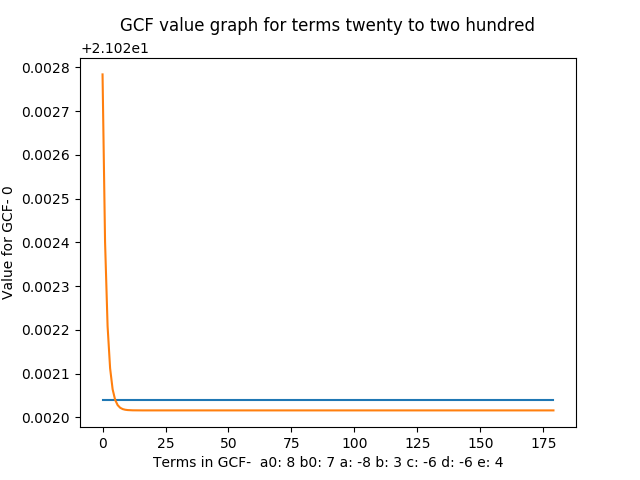 GCF value graph for terms twenty to two hundred
+2.102e1
0.0028
0.0027
0.0026
0.0025
0.0024
0.0023
0.0022
0.0021
0.0020
Value for GCF- 0
0 25 50 75 100 125 150 175
Terms in GCF-  a0: 8 b0: 7 a: -8 b: 3 c: -6 d: -6 e: 4